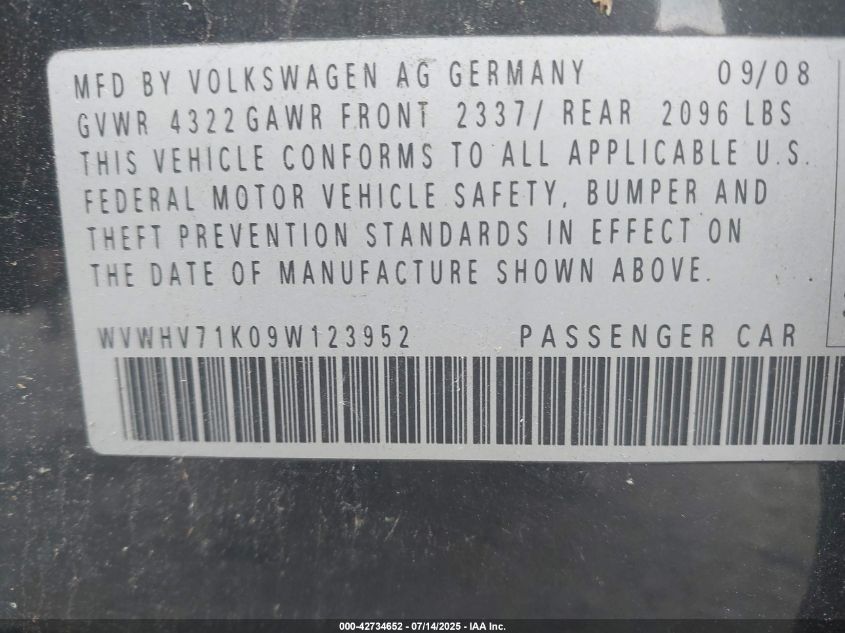 MFD BY VOLKSWAGEN AG GERMANY 09/08
GVWR 4322 GAWR FRONT 2337/ REAR 2096 LBS
THIS VEHICLE CONFORMS TO ALL APPLICABLE U.S.
FEDERAL MOTOR VEHICLE SAFETY, BUMPER AND
THEFT PREVENTION STANDARDS IN EFFECT ON
THE DATE OF MANUFACTURE SHOWN ABOVE.
WVWHV71K09W123952 PASSENGER CAR
000-42734652 / 07/14/2025 - IAA Inc.